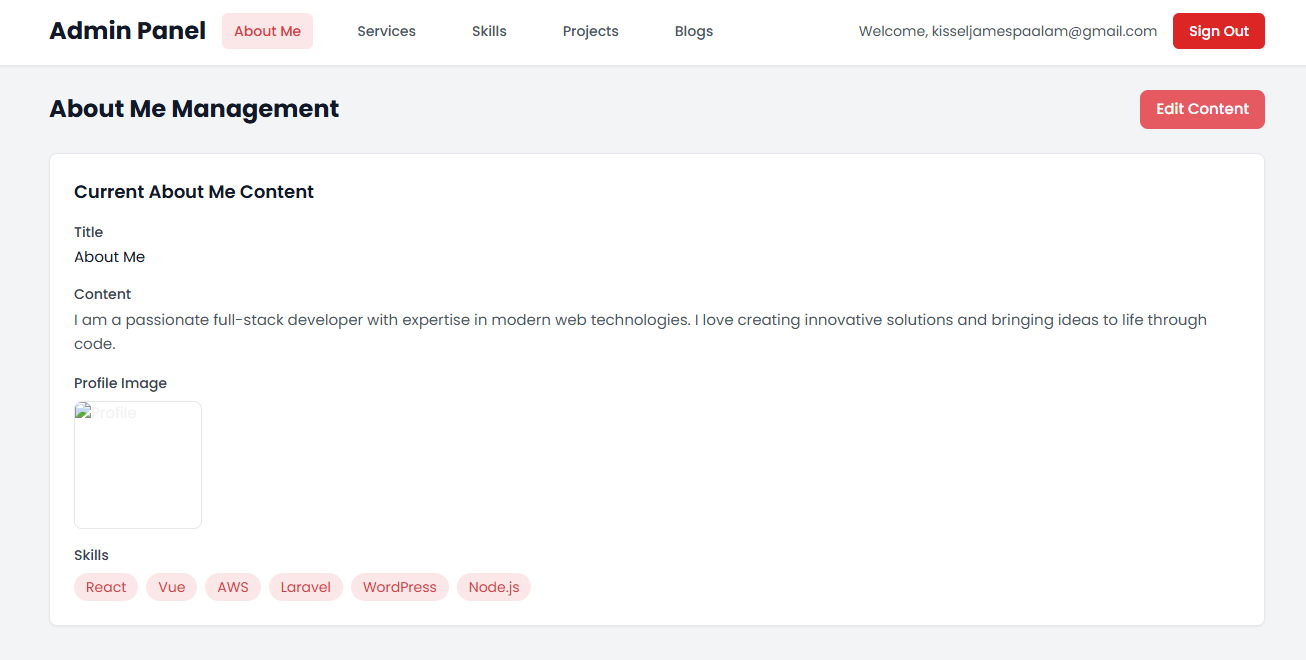 Admin Panel About Me Services Skills Projects Blogs Welcome, kisseljamespaalam@gmail.com Sign Out
About Me Management Edit Content
Current About Me Content
Title
About Me
Content
I am a passionate full-stack developer with expertise in modern web technologies. I love creating innovative solutions and bringing ideas to life through
code.
Profile Image
Profile
Skills
React Vue AWS Laravel WordPress Node.js